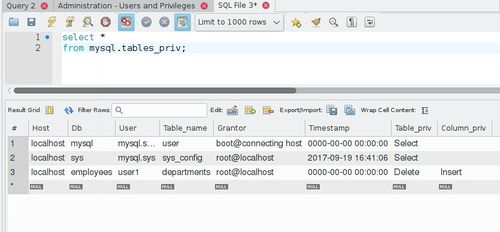 Query 2 Administration - Users and Privileges SQL File 3*
Limit to 1000 rows
1 select *
2 from mysql.tables_priv;
Result Grid Filter Rows: Edit: Export/Import: Wrap Cell Content:
# Host Db User Table_name Grantor Timestamp Table_priv Column_priv
1 localhost mysql mysql.s... user boot@connecting host 0000-00-00 00:00:00 Select
2 localhost sys mysql.sys sys_config root@localhost 2017-09-19 16:41:06 Select
3 localhost employees user1 departments root@localhost 0000-00-00 00:00:00 Delete Insert
* NULL NULL NULL NULL NULL NULL NULL NULL